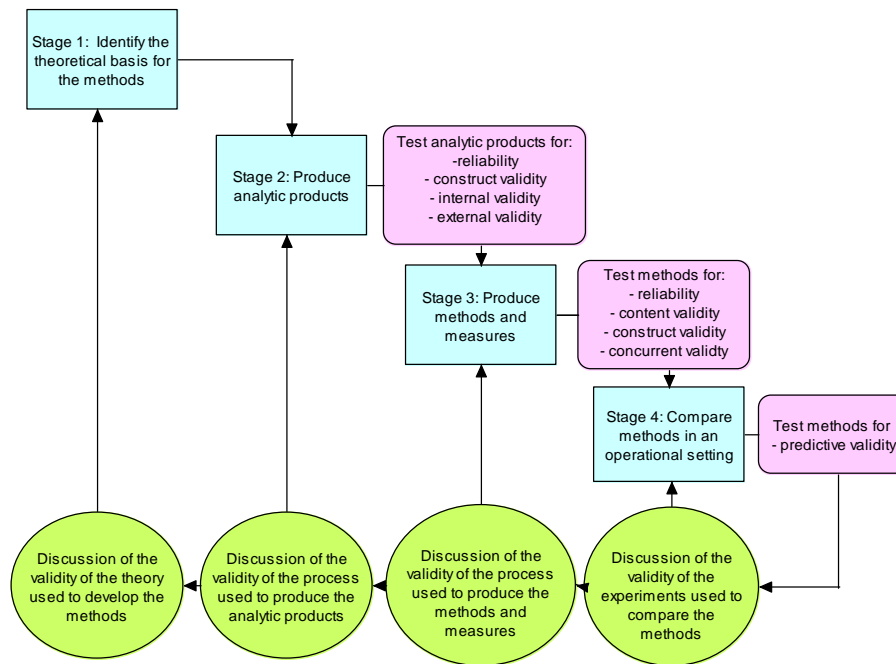 Stage 1:  Identify the
theoretical basis for
the methods
Stage 2: Produce
analytic products
Test analytic products for:
-reliability
- construct validity
- internal validity
- external validity
Stage 3: Produce
methods and
measures
Test methods for:
- reliability
- content validity
- construct validity
- concurrent validty
Stage 4: Compare
methods in an
operational setting
Test methods for
- predictive validity
Discussion of the
validity of the theory
used to develop the
methods
Discussion of the
validity of the process
used to produce the
analytic products
Discussion of the
validity of the process
used to produce the
methods and
measures
Discussion of the
validity of the
experiments used to
compare the
methods